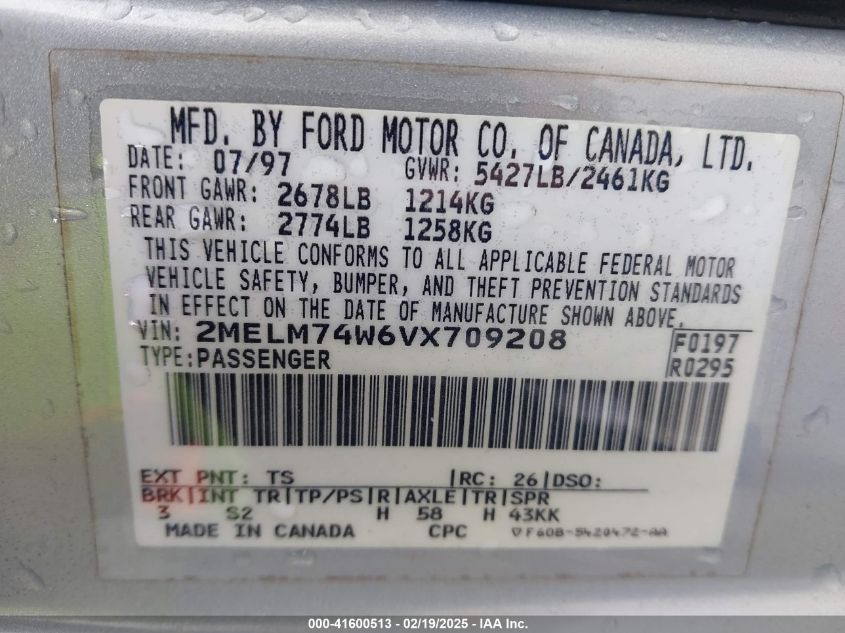 MFD. BY FORD MOTOR CO. OF CANADA, LTD.
DATE: 07/97 GVWR: 5427LB/2461KG
FRONT GAWR: 2678LB 1214KG
REAR GAWR: 2774LB 1258KG
THIS VEHICLE CONFORMS TO ALL APPLICABLE FEDERAL MOTOR
VEHICLE SAFETY, BUMPER, AND THEFT PREVENTION STANDARDS
IN EFFECT ON THE DATE OF MANUFACTURE SHOWN ABOVE.
VIN: 2MELM74W6VX709208 F0197
TYPE:PASSENGER R0295
EXT PNT: TS |RC: 26|DSO:
BRK|INT TR|TP/PS|R|AXLE|TR|SPR
3 S2 H 58 H 43KK
MADE IN CANADA CPC ▽F60B-5420472-AA
000-41600513 - 02/19/2025 - IAA Inc.